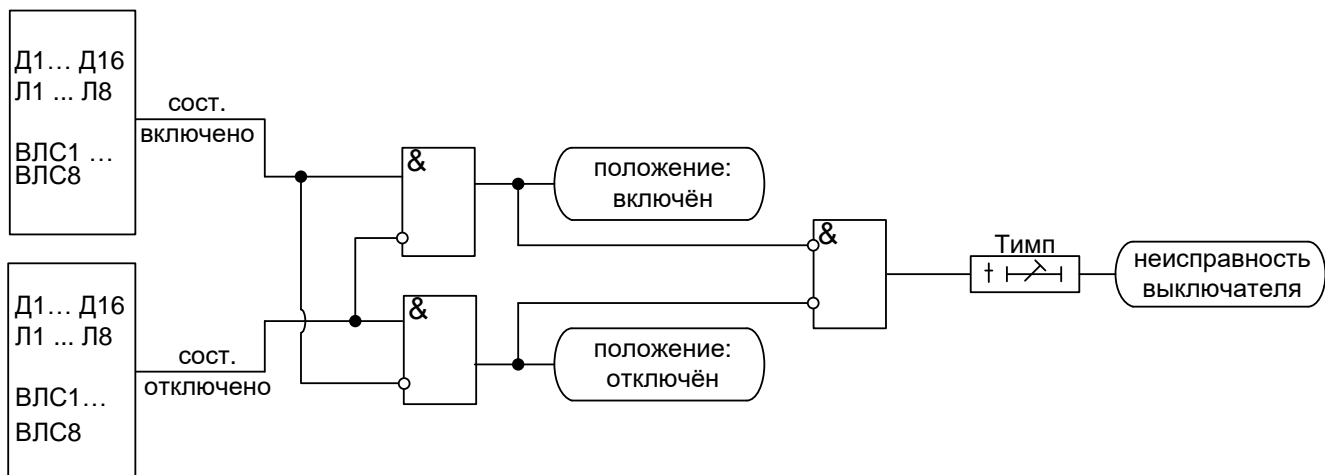 Д1... Д16
Л1 ... Л8
ВЛС1 ...
ВЛС8
сост.
включено
&
положение:
включён
&
Тимп
неисправность
выключателя
Д1... Д16
Л1 ... Л8
ВЛС1...
ВЛС8
сост.
отключено
&
положение:
отключён